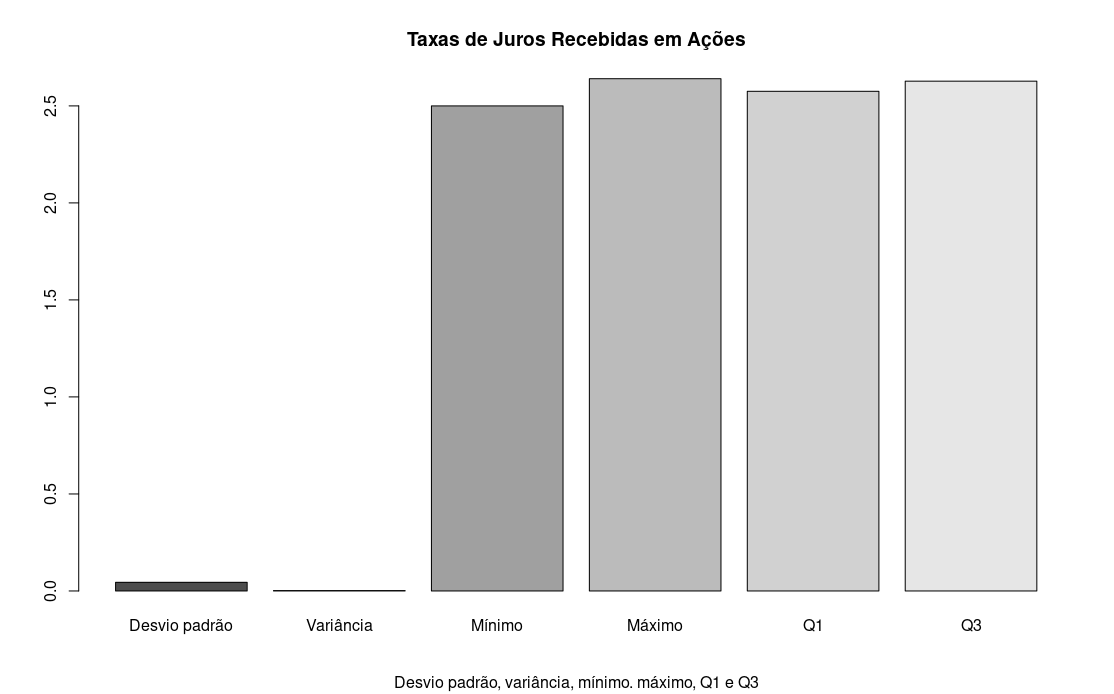 Taxas de Juros Recebidas em Ações
2.5
2.0
1.5
1.0
0.5
0.0
Desvio padrão Variância Mínimo Máximo Q1 Q3
Desvio padrão, variância, mínimo. máximo, Q1 e Q3